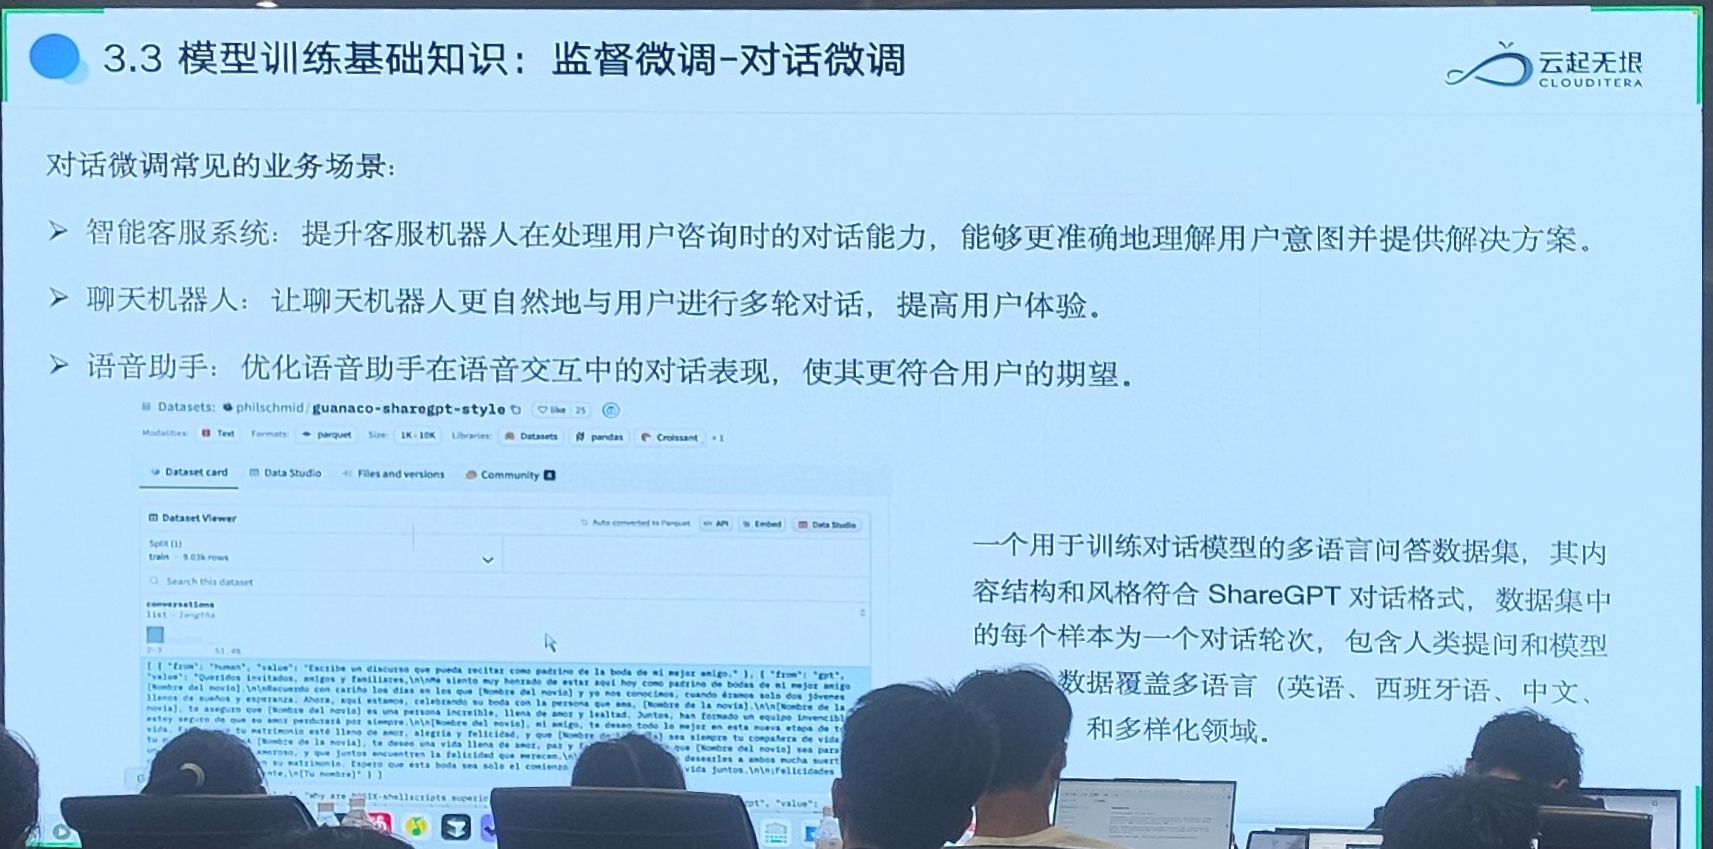 3.3 模型训练基础知识：监督微调-对话微调
云起无垠
CLOUDITERA
对话微调常见的业务场景：
➢ 智能客服系统：提升客服机器人在处理用户咨询时的对话能力，能够更准确地理解用户意图并提供解决方案。
➢ 聊天机器人：让聊天机器人更自然地与用户进行多轮对话，提高用户体验。
➢ 语音助手：优化语音助手在语音交互中的对话表现，使其更符合用户的期望。
Datasets: philschmid/guanaco-sharegpt-style like 25
Modalities: Text Formats: parquet Size: 1K - 10K Libraries: Datasets pandas Croissant +1
Dataset card Data Studio Files and versions Community
Dataset Viewer
Auto-converted to Parquet API Embed Data Studio
Split (1)
train · 9.03k rows
Search this dataset
conversations
list · lengths
2-3 51.4%
[ { "from": "human", "value": "Escribe un discurso que pueda recitar como padrino de la boda de mi mejor amigo." }, { "from": "gpt",
"value": "Queridos invitados, amigos y familiares,\n\nMe siento muy honrado de estar aquí hoy como padrino de bodas de mi mejor amigo
[Nombre del novio].\n\nRecuerdo con cariño los días en los que [Nombre del novio] y yo nos conocimos, cuando éramos solo dos jóvenes
llenos de sueños y esperanza. Ahora, aquí estamos, celebrando su boda con la persona que ama, [Nombre de la novia].\n\n[Nombre de la
novia], te aseguro que [Nombre del novio] es una persona increíble, llena de amor y lealtad. Juntos, han formado un equipo invencibl
estoy seguro de que su amor perdurará por siempre.\n\n[Nombre del novio], mi amigo, te deseo todo lo mejor en esta nueva etapa de t
vida. tu matrimonio esté lleno de amor, alegría y felicidad, y que [Nombre de sea siempre tu compañera de vida
[Nombre de la novia], te deseo una vida llena de amor, paz y que [Nombre del novio] sea para
amoroso, y que juntos encuentren la felicidad que merecen.\n desearles a ambos mucha suert
su matrimonio. Espero que esta boda sea solo el comienzo vida juntos.\n\n¡Felicidades
nte,\n[Tu nombre]" } ]
"Why are *NIX-shellscripts superio pt", "value":
一个用于训练对话模型的多语言问答数据集，其内
容结构和风格符合 ShareGPT 对话格式，数据集中
的每个样本为一个对话轮次，包含人类提问和模型
数据覆盖多语言（英语、西班牙语、中文、
和多样化领域。